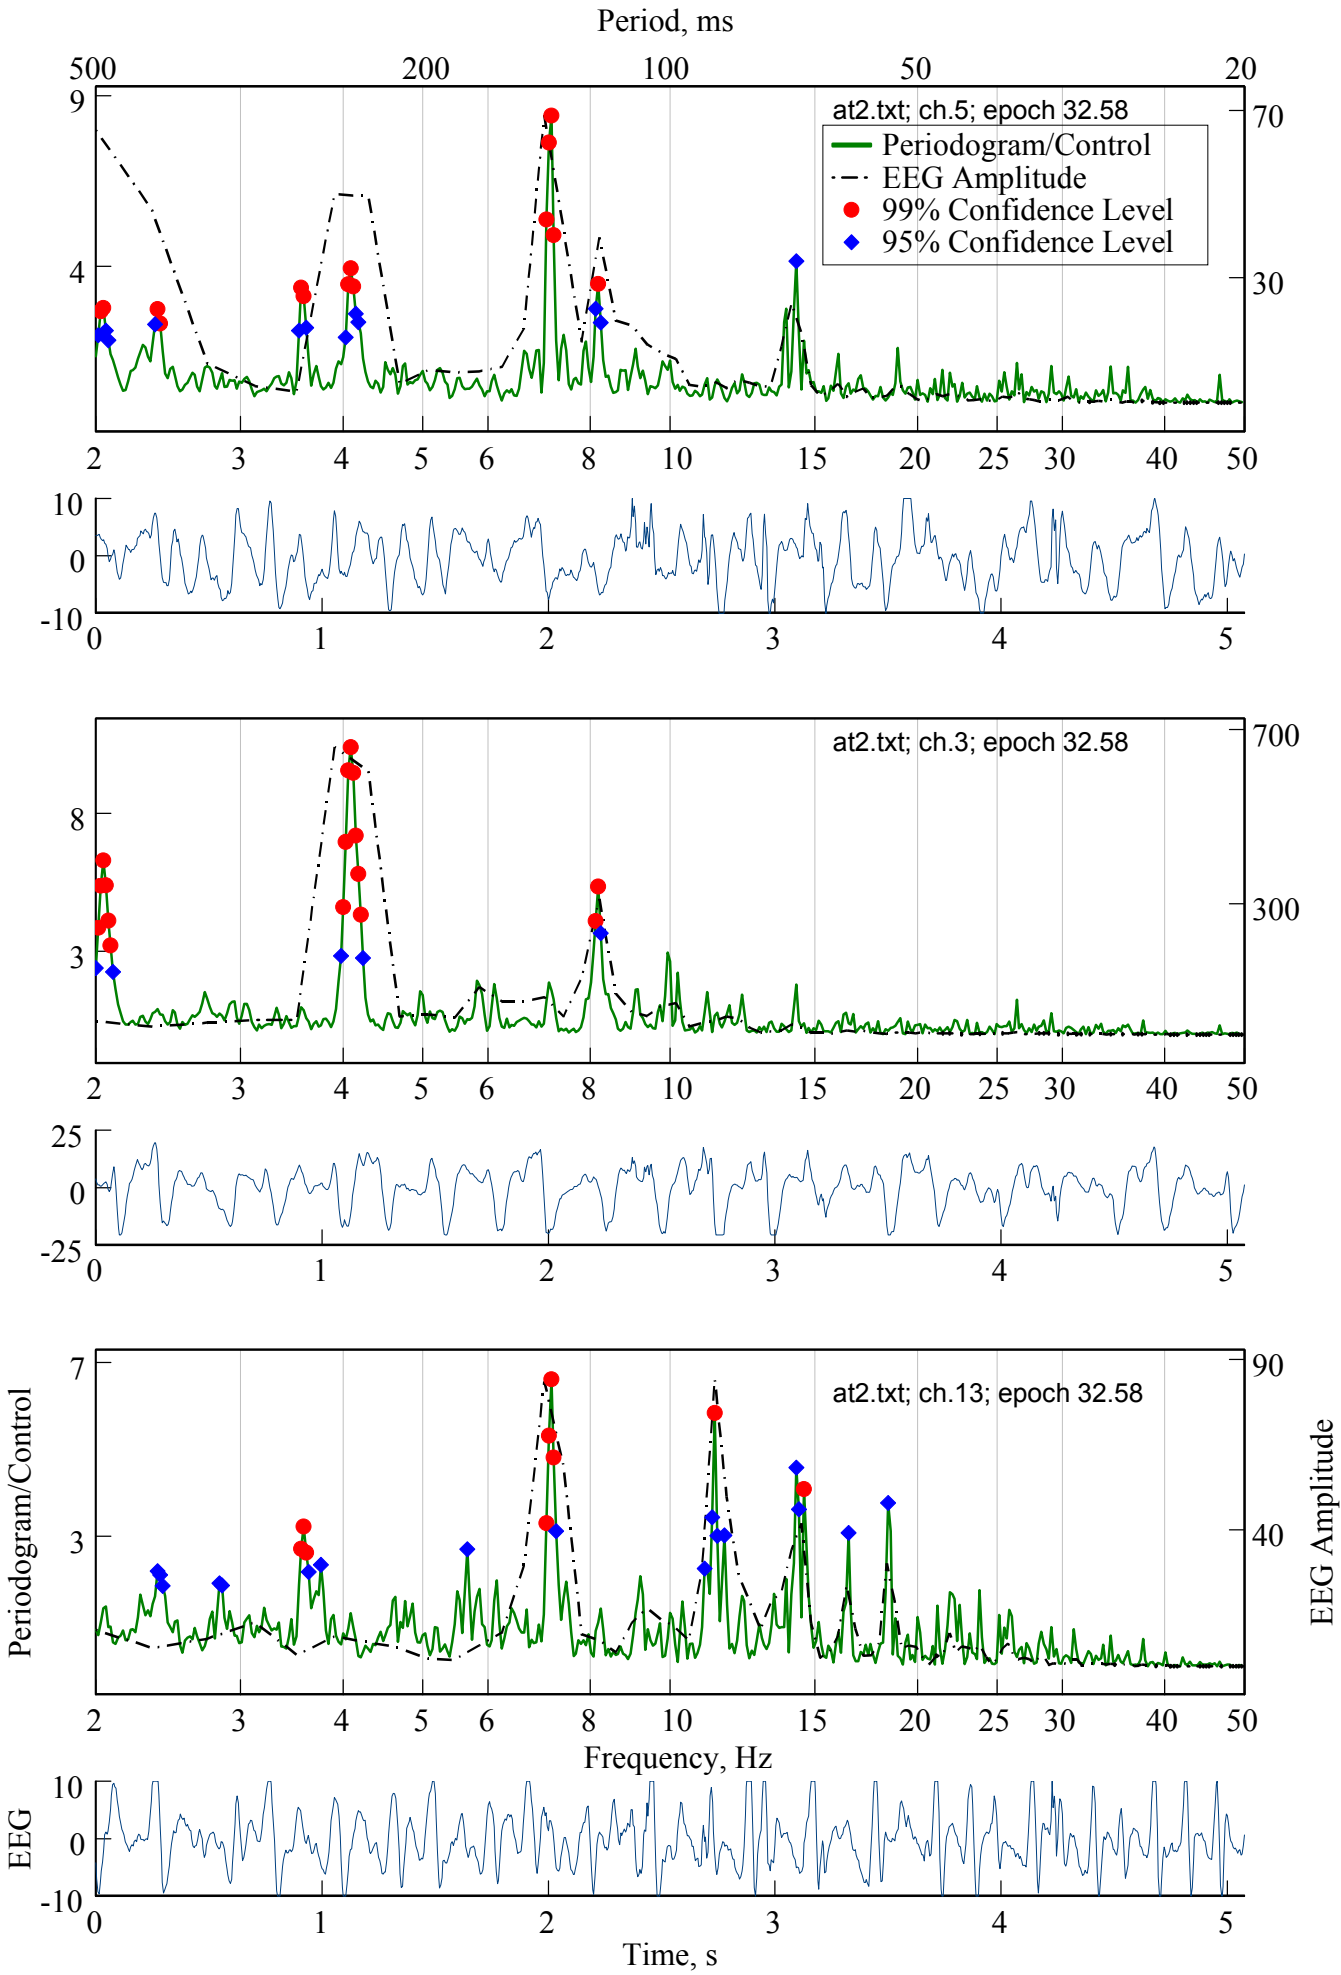 Period, ms
500 200 100 50 20
9 at2.txt; ch.5; epoch 32.58 70
Periodogram/Control
EEG Amplitude
99% Confidence Level
95% Confidence Level
4 30
2 3 4 5 6 8 10 15 20 25 30 40 50
10
0
-10
0 1 2 3 4 5
at2.txt; ch.3; epoch 32.58 700
8
300
3
2 3 4 5 6 8 10 15 20 25 30 40 50
25
0
-25
0 1 2 3 4 5
7 90
at2.txt; ch.13; epoch 32.58
Periodogram/Control
EEG Amplitude
3 40
2 3 4 5 6 8 10 15 20 25 30 40 50
Frequency, Hz
10
EEG
0
-10
0 1 2 3 4 5
Time, s